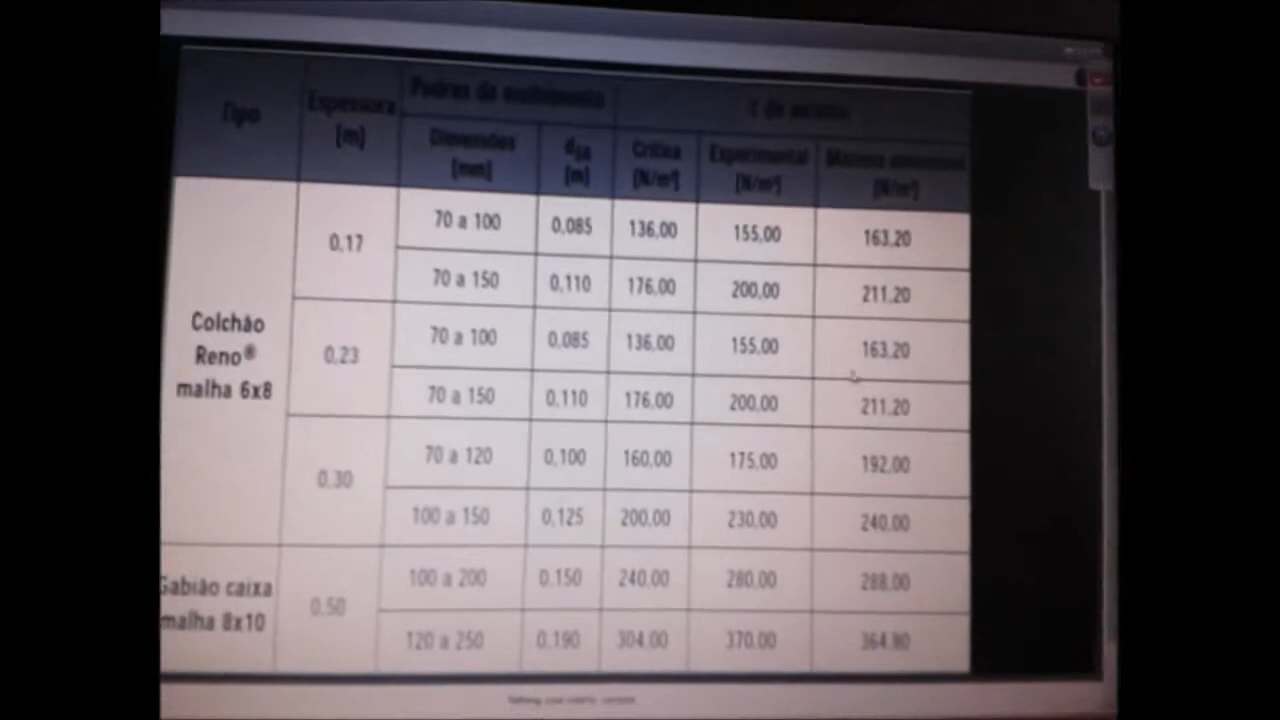 Tipo
Espessura
[m]
Pedras de enchimento
Dimensões
[mm]
d50
[m]
Crítica
[N/m²]
Experimental
[N/m²]
[N/m²]
Colchão
Reno®
malha 6x8
0,17
70 a 100 0,085 136,00 155,00 163,20
70 a 150 0,110 176,00 200,00 211,20
0,23
70 a 100 0,085 136,00 155,00 163,20
70 a 150 0,110 176,00 200,00 211,20
0,30
70 a 120 0,100 160,00 175,00 192,00
100 a 150 0,125 200,00 230,00 240,00
Gabião caixa
malha 8x10
0,50
100 a 200 0,150 240,00 280,00 288,00
120 a 250 0,190 304,00 370,00 364,80